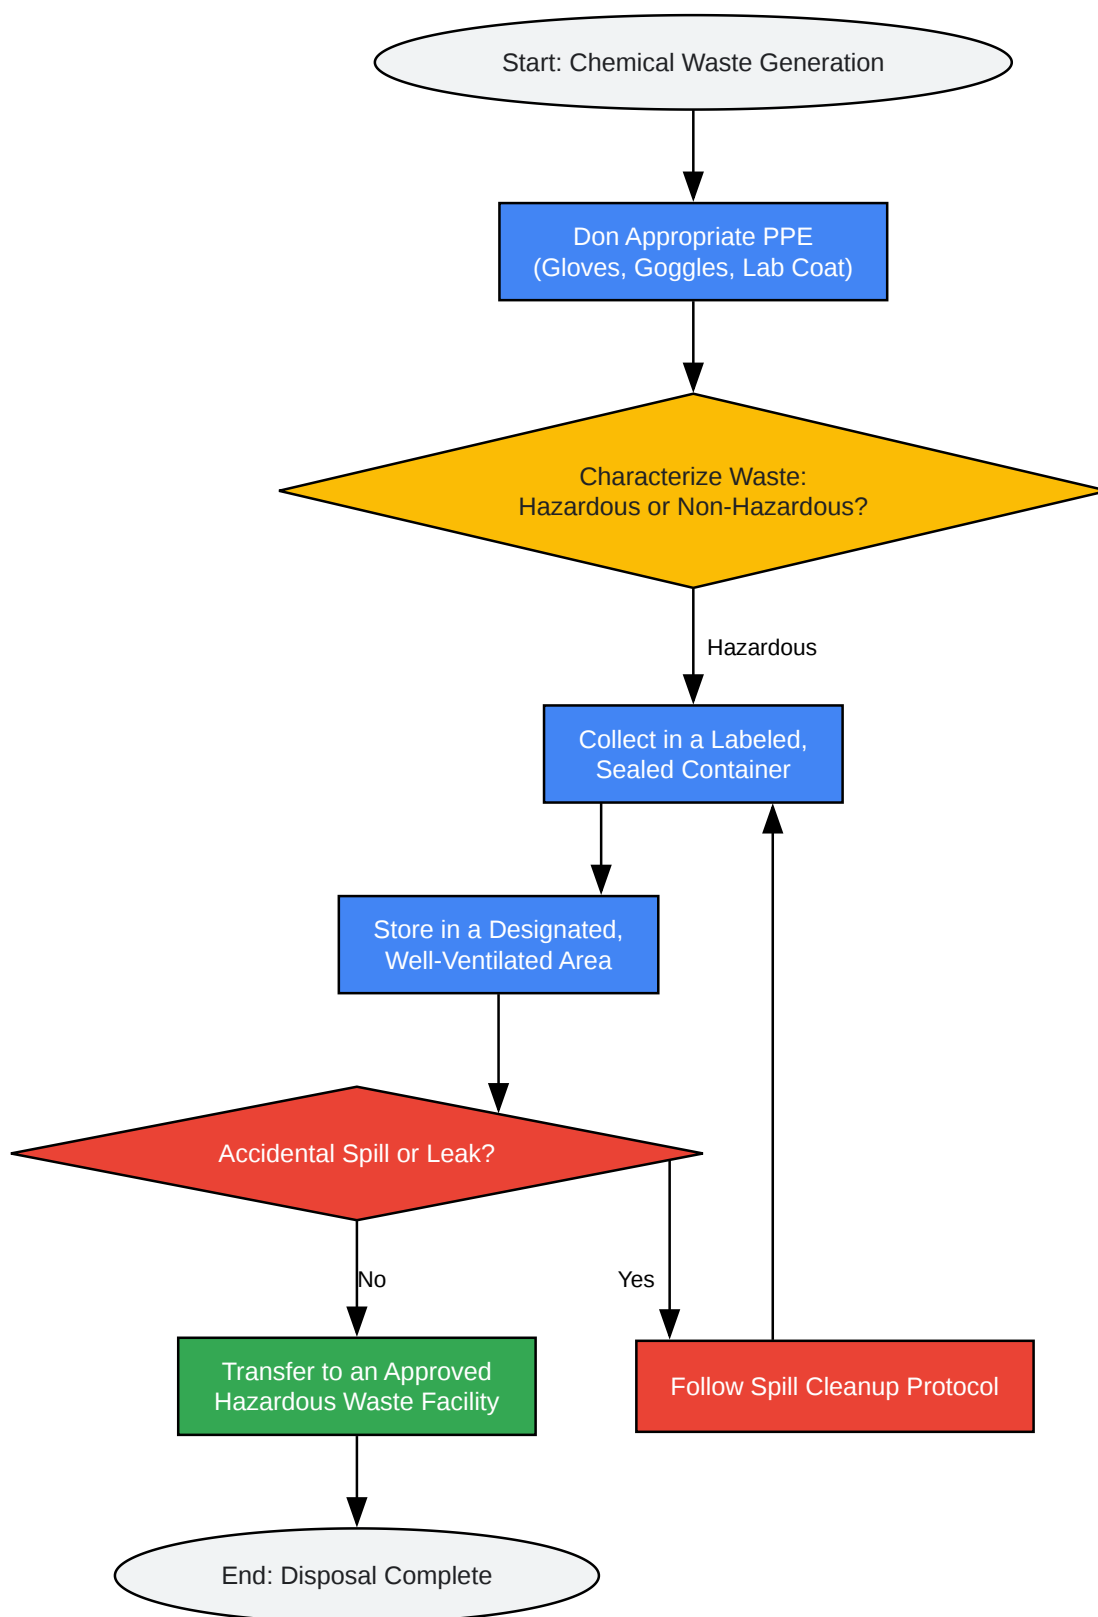 Start: Chemical Waste Generation
Don Appropriate PPE
(Gloves, Goggles, Lab Coat)
Characterize Waste:
Hazardous or Non-Hazardous?
Hazardous
Collect in a Labeled,
Sealed Container
Store in a Designated,
Well-Ventilated Area
Accidental Spill or Leak?
No
Yes
Transfer to an Approved
Hazardous Waste Facility
Follow Spill Cleanup Protocol
End: Disposal Complete